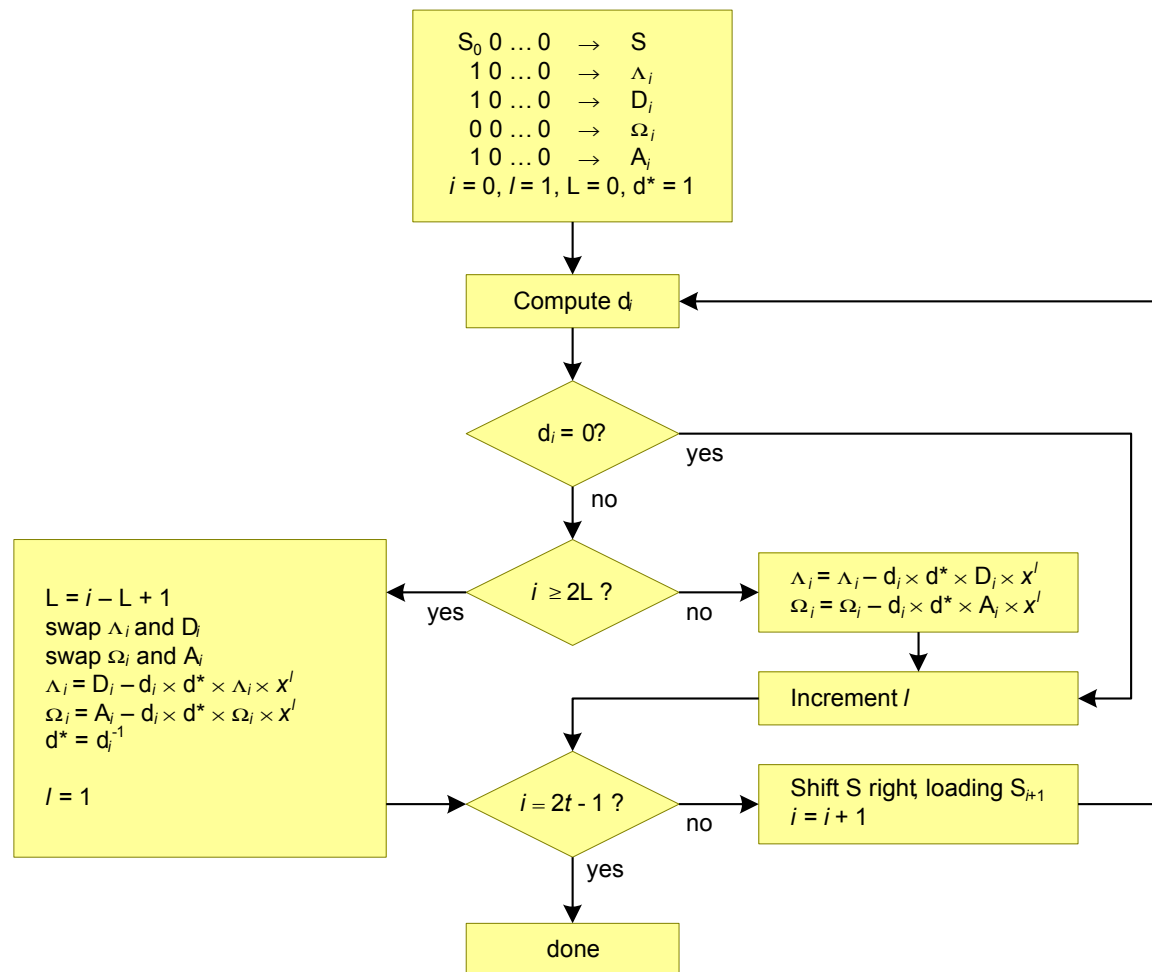 S₀ 0 … 0 → S
1 0 … 0 → Λᵢ
1 0 … 0 → Dᵢ
0 0 … 0 → Ωᵢ
1 0 … 0 → Aᵢ
i = 0, l = 1, L = 0, d* = 1
Compute dᵢ
dᵢ = 0?
yes
no
i ≥ 2L ?
yes
no
Λᵢ = Λᵢ – dᵢ × d* × Dᵢ × xˡ
Ωᵢ = Ωᵢ – dᵢ × d* × Aᵢ × xˡ
L = i – L + 1
swap Λᵢ and Dᵢ
swap Ωᵢ and Aᵢ
Λᵢ = Dᵢ – dᵢ × d* × Λᵢ × xˡ
Ωᵢ = Aᵢ – dᵢ × d* × Ωᵢ × xˡ
d* = dᵢ⁻¹
l = 1
Increment l
i = 2t - 1 ?
no
yes
Shift S right, loading Sᵢ₊₁
i = i + 1
done